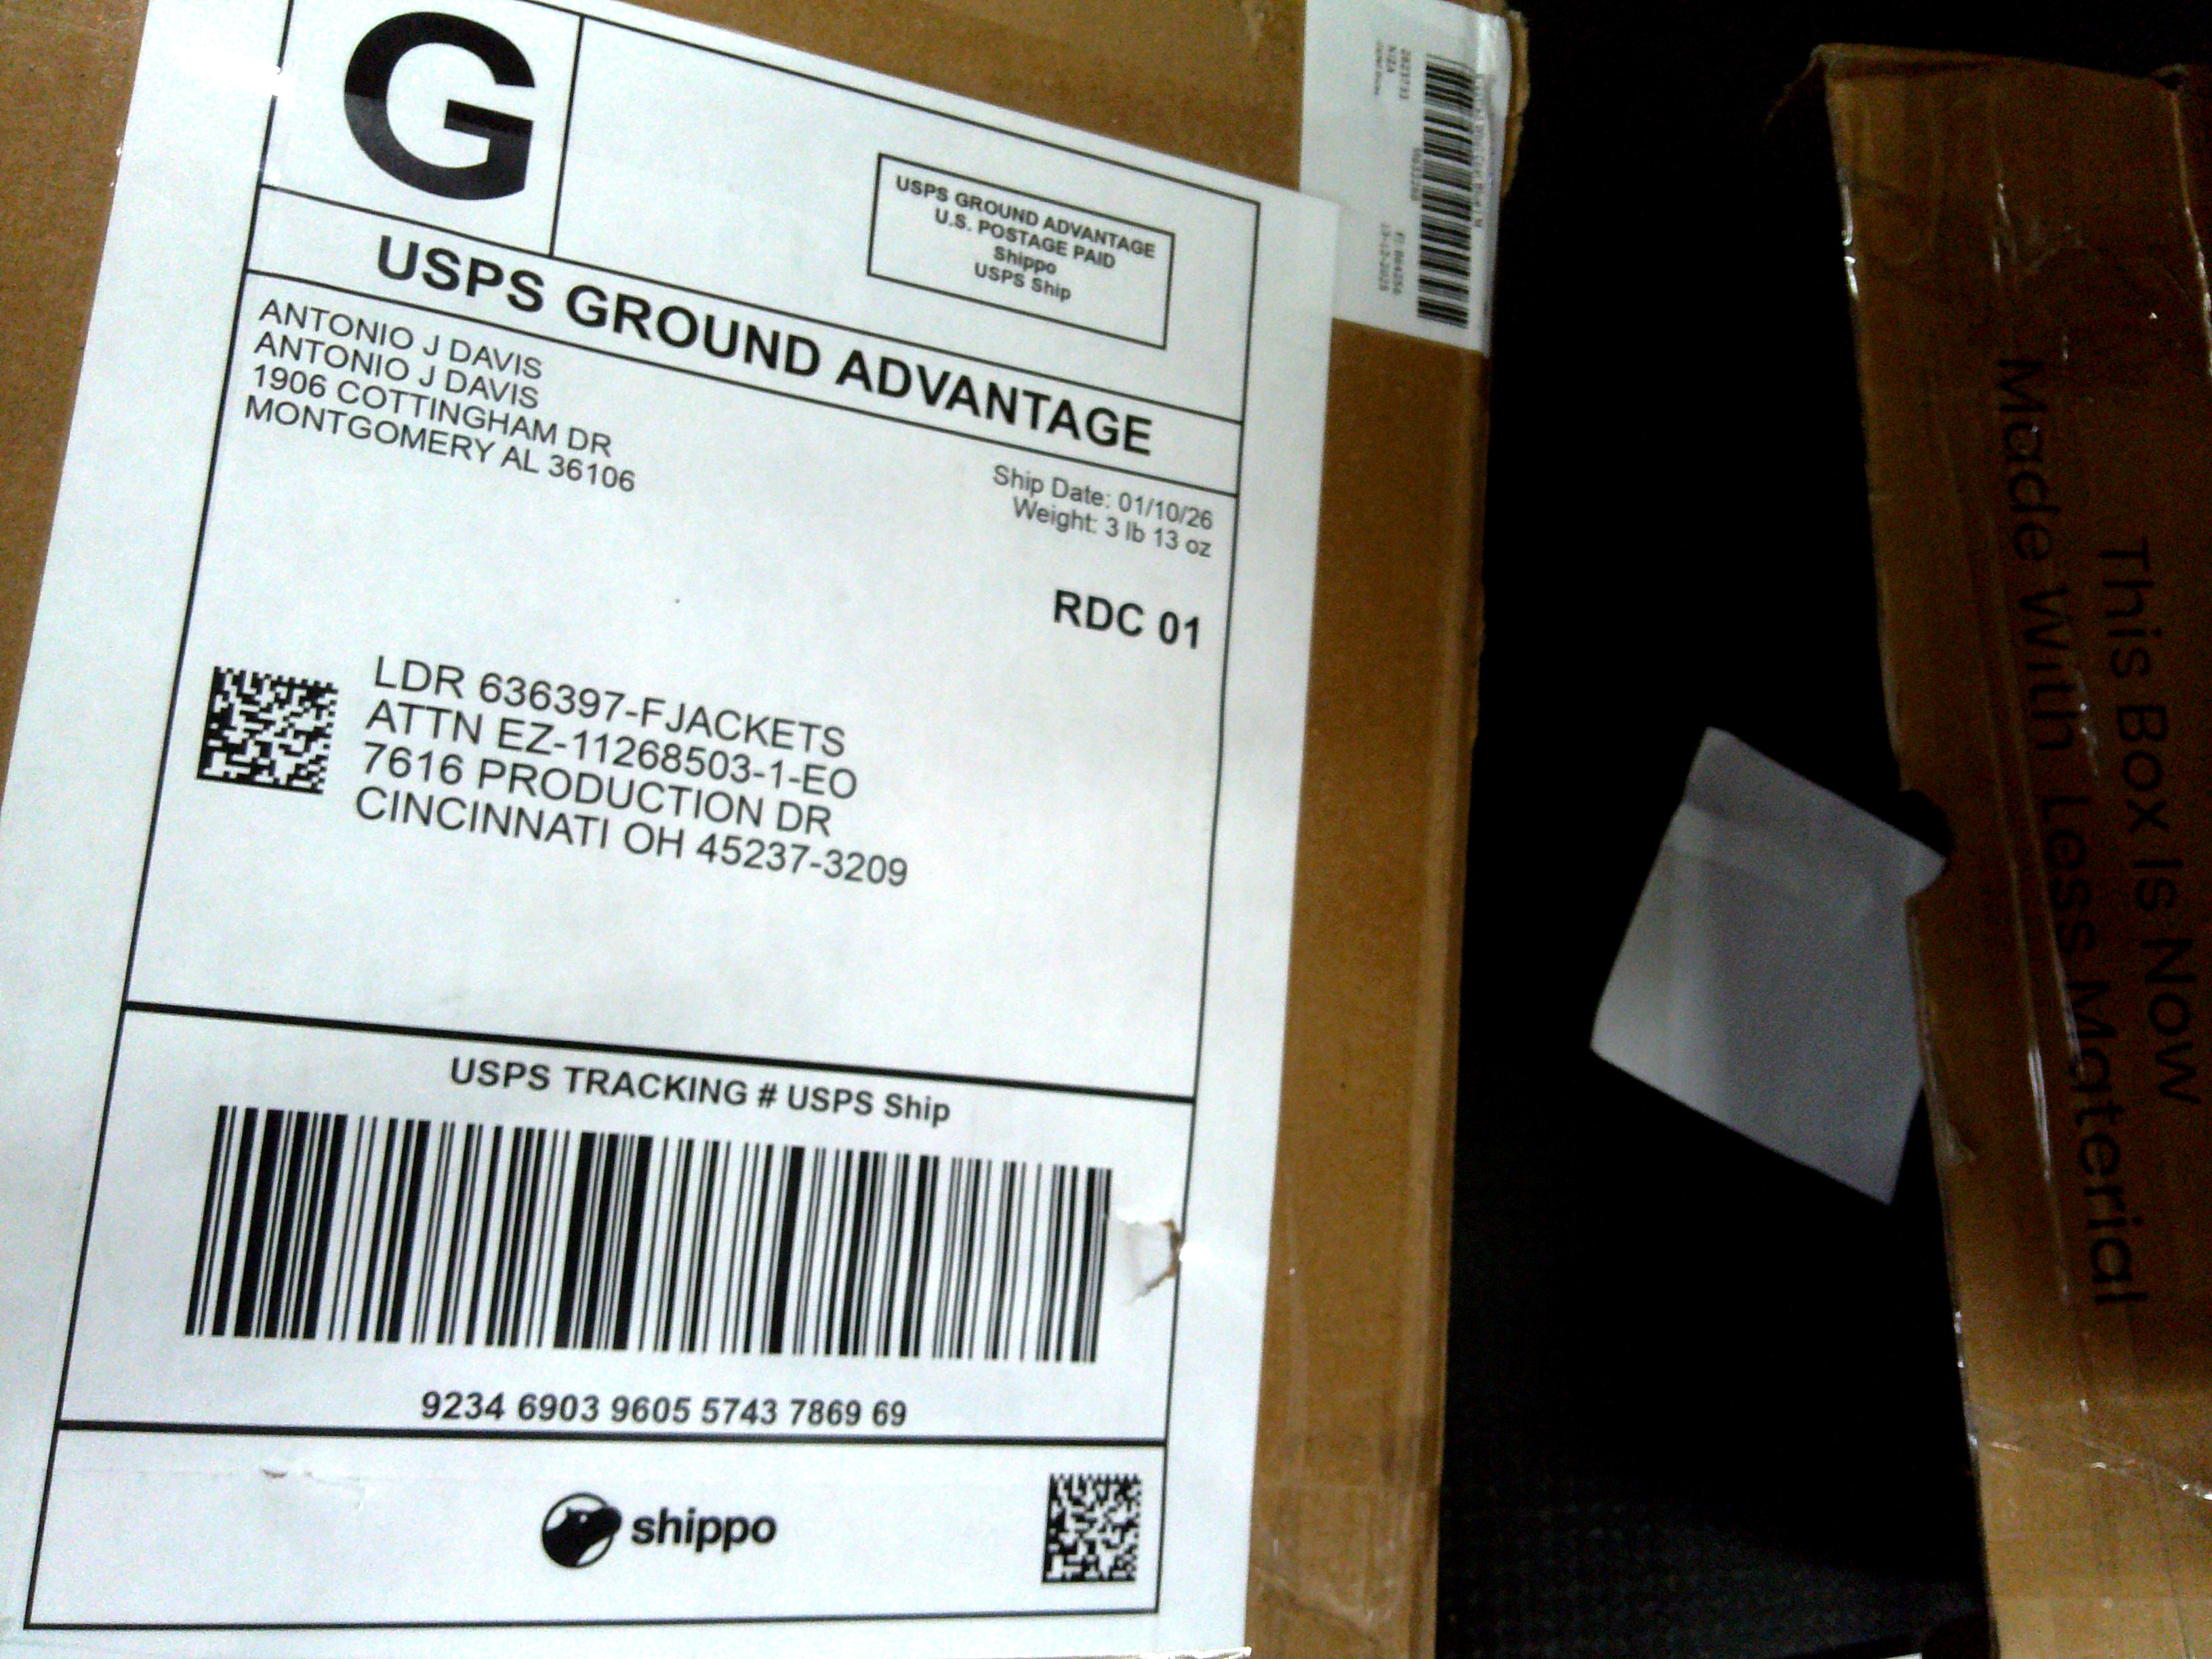 G
USPS GROUND ADVANTAGE
U.S. POSTAGE PAID
Shippo
USPS Ship
USPS GROUND ADVANTAGE
ANTONIO J DAVIS
ANTONIO J DAVIS
1906 COTTINGHAM DR
MONTGOMERY AL 36106
Ship Date: 01/10/26
Weight: 3 lb 13 oz
RDC 01
LDR 636397-FJACKETS
ATTN EZ-11268503-1-EO
7616 PRODUCTION DR
CINCINNATI OH 45237-3209
USPS TRACKING # USPS Ship
9234 6903 9605 5743 7869 69
shippo
This Box Is Now
Made With Less Material